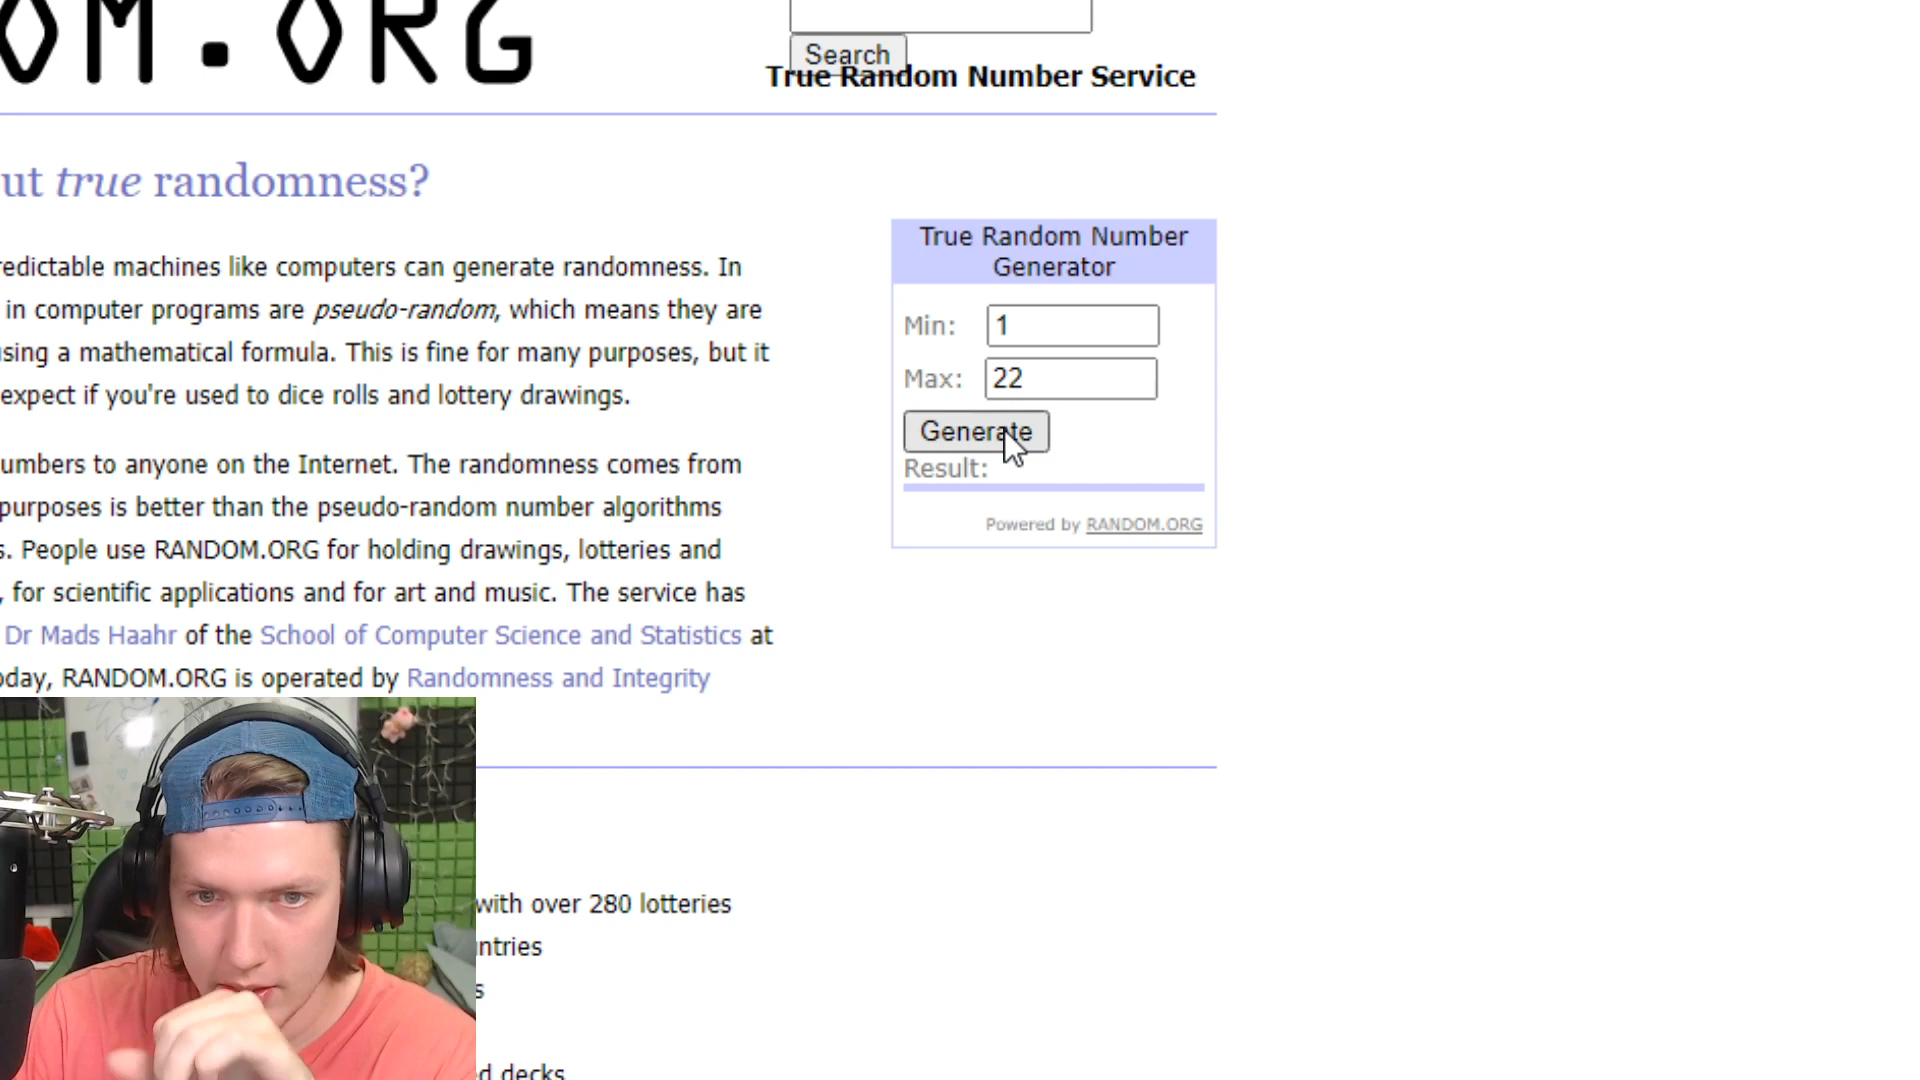 OM.ORG
Search
True Random Number Service
ut true randomness?
redictable machines like computers can generate randomness. In
in computer programs are pseudo-random, which means they are
using a mathematical formula. This is fine for many purposes, but it
expect if you're used to dice rolls and lottery drawings.
True Random Number
Generator
Min: 1
Max: 22
Generate
Result:
Powered by RANDOM.ORG
umbers to anyone on the Internet. The randomness comes from
purposes is better than the pseudo-random number algorithms
s. People use RANDOM.ORG for holding drawings, lotteries and
, for scientific applications and for art and music. The service has
Dr Mads Haahr of the School of Computer Science and Statistics at
oday, RANDOM.ORG is operated by Randomness and Integrity
with over 280 lotteries
ntries
s
d decks